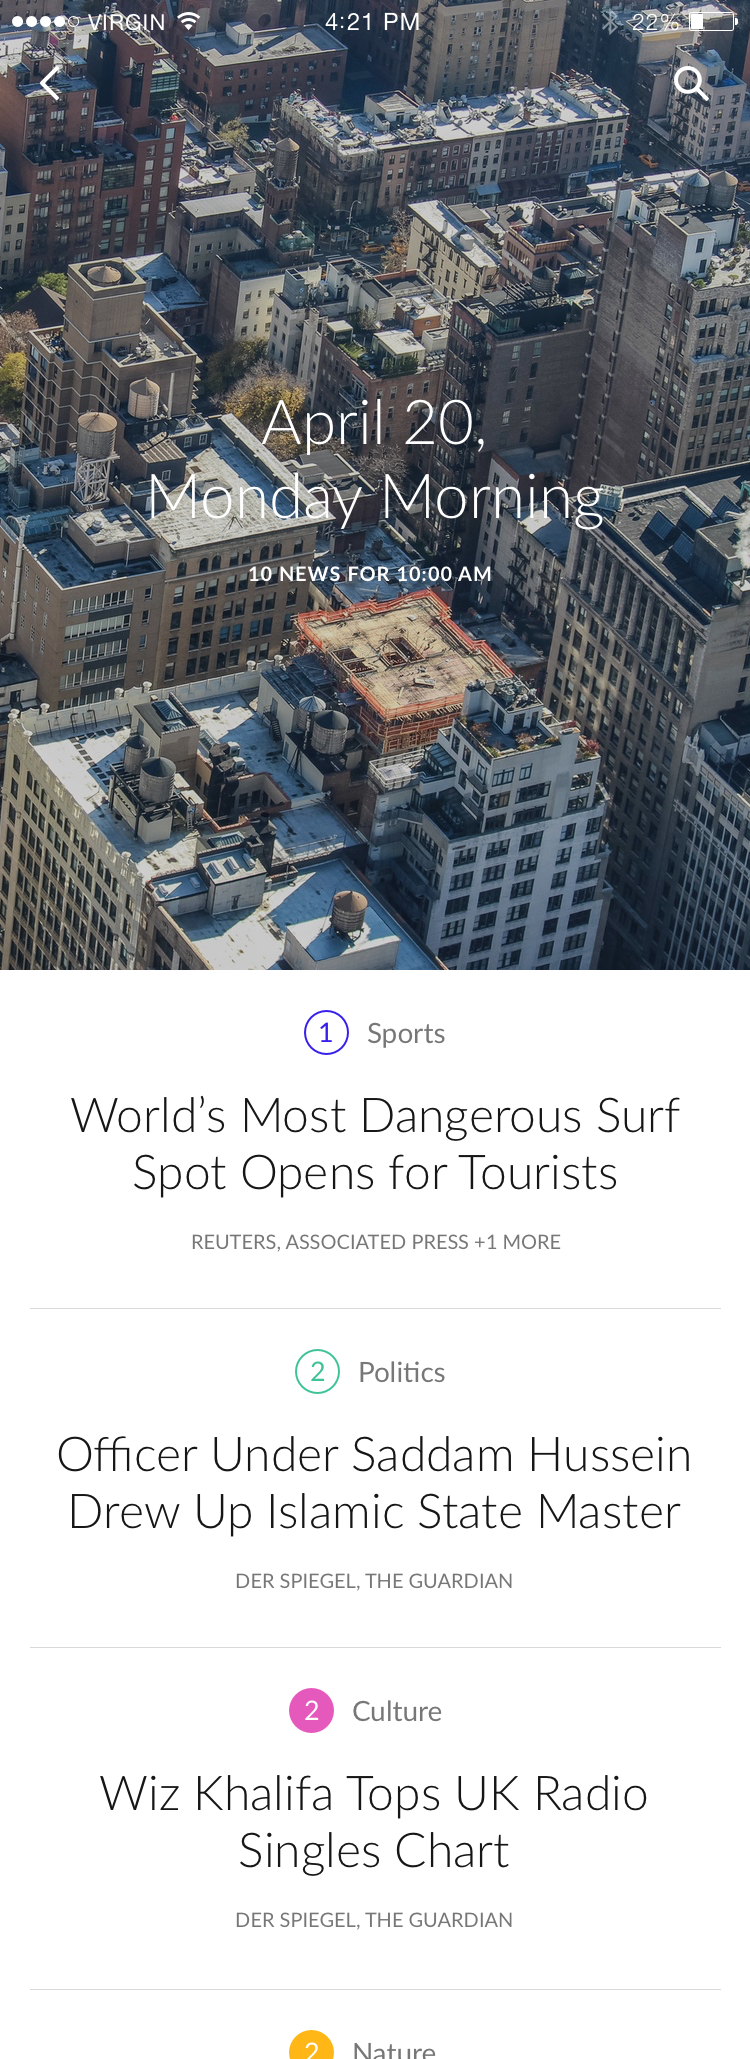 VIRGIN 4:21 PM 22%
April 20,
Monday Morning
10 NEWS FOR 10:00 AM
1 Sports
World’s Most Dangerous Surf
Spot Opens for Tourists
REUTERS, ASSOCIATED PRESS +1 MORE
2 Politics
Officer Under Saddam Hussein
Drew Up Islamic State Master
DER SPIEGEL, THE GUARDIAN
2 Culture
Wiz Khalifa Tops UK Radio
Singles Chart
DER SPIEGEL, THE GUARDIAN
2 Nature